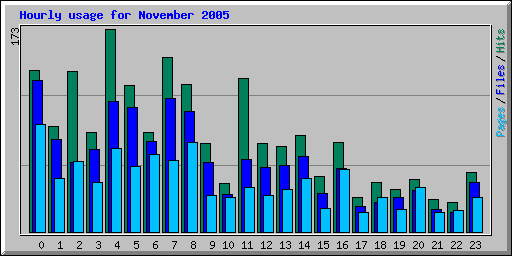 Hourly usage for November 2005
173
Pages/Files/Hits
0 1 2 3 4 5 6 7 8 9 10 11 12 13 14 15 16 17 18 19 20 21 22 23